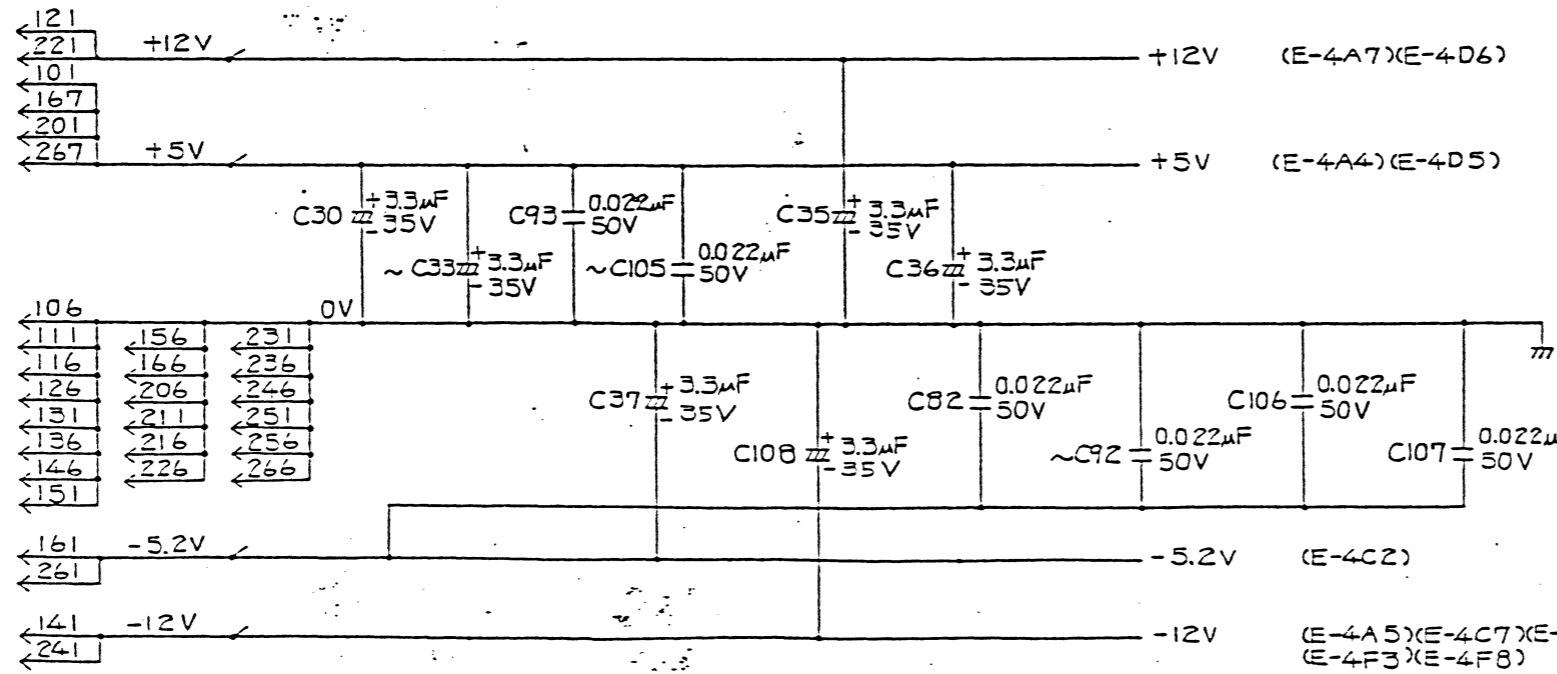 121
221 +12V +12V (E-4A7)(E-4D6)
101
167
201
267 +5V +5V (E-4A4)(E-4D5)
C30 + 3.3μF
- 35V
~C33 + 3.3μF
- 35V
C93 0.022μF
50V
~C105 0.022μF
50V
C35 + 3.3μF
- 35V
C36 + 3.3μF
- 35V
106 0V
111 156 231
116 166 236
126 206 246
131 211 251
136 216 256
146 226 266
151
C37 + 3.3μF
- 35V
C108 + 3.3μF
- 35V
C82 0.022μF
50V
~C92 0.022μF
50V
C106 0.022μF
50V
C107 0.022μ
50V
161 -5.2V -5.2V (E-4C2)
261
141 -12V -12V (E-4A5)(E-4C7)(E-
241 (E-4F3)(E-4F8)